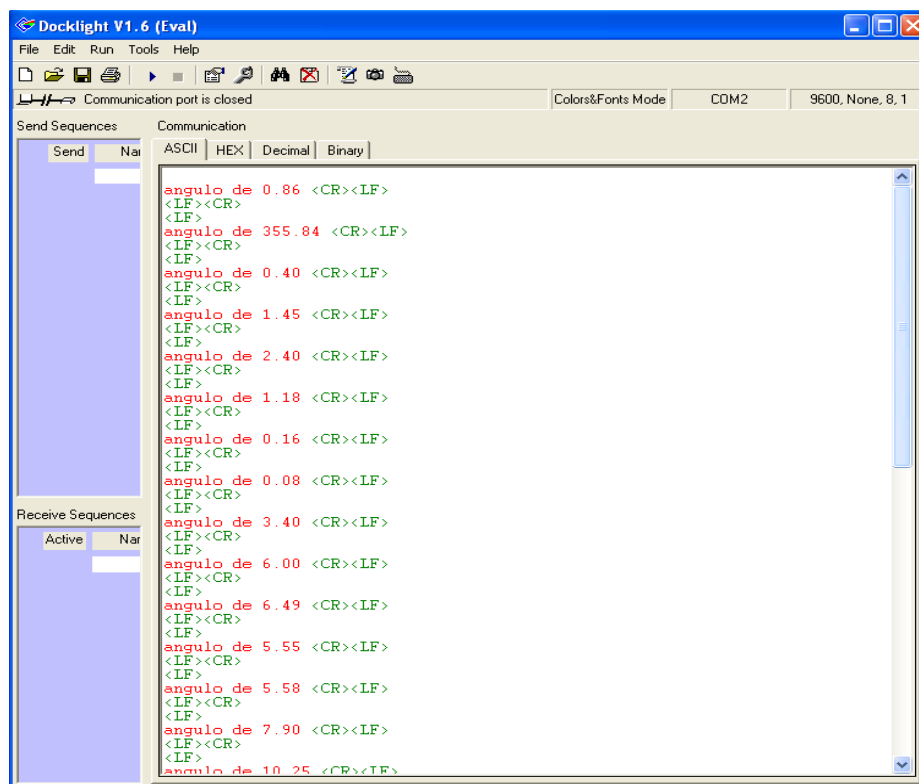 Docklight V1.6 (Eval)
File Edit Run Tools Help
Communication port is closed Colors&Fonts Mode COM2 9600, None, 8, 1
Send Sequences
Send Nar
Communication
ASCII HEX Decimal Binary
angulo de 0.86 <CR><LF>
<LF><CR>
<LF>
angulo de 355.84 <CR><LF>
<LF><CR>
<LF>
angulo de 0.40 <CR><LF>
<LF><CR>
<LF>
angulo de 1.45 <CR><LF>
<LF><CR>
<LF>
angulo de 2.40 <CR><LF>
<LF><CR>
<LF>
angulo de 1.18 <CR><LF>
<LF><CR>
<LF>
angulo de 0.16 <CR><LF>
<LF><CR>
<LF>
angulo de 0.08 <CR><LF>
<LF><CR>
<LF>
angulo de 3.40 <CR><LF>
<LF><CR>
<LF>
angulo de 6.00 <CR><LF>
<LF><CR>
<LF>
angulo de 6.49 <CR><LF>
<LF><CR>
<LF>
angulo de 5.55 <CR><LF>
<LF><CR>
<LF>
angulo de 5.58 <CR><LF>
<LF><CR>
<LF>
angulo de 7.90 <CR><LF>
<LF><CR>
<LF>
angulo de 10.25 <CR><LF>
Receive Sequences
Active Nar